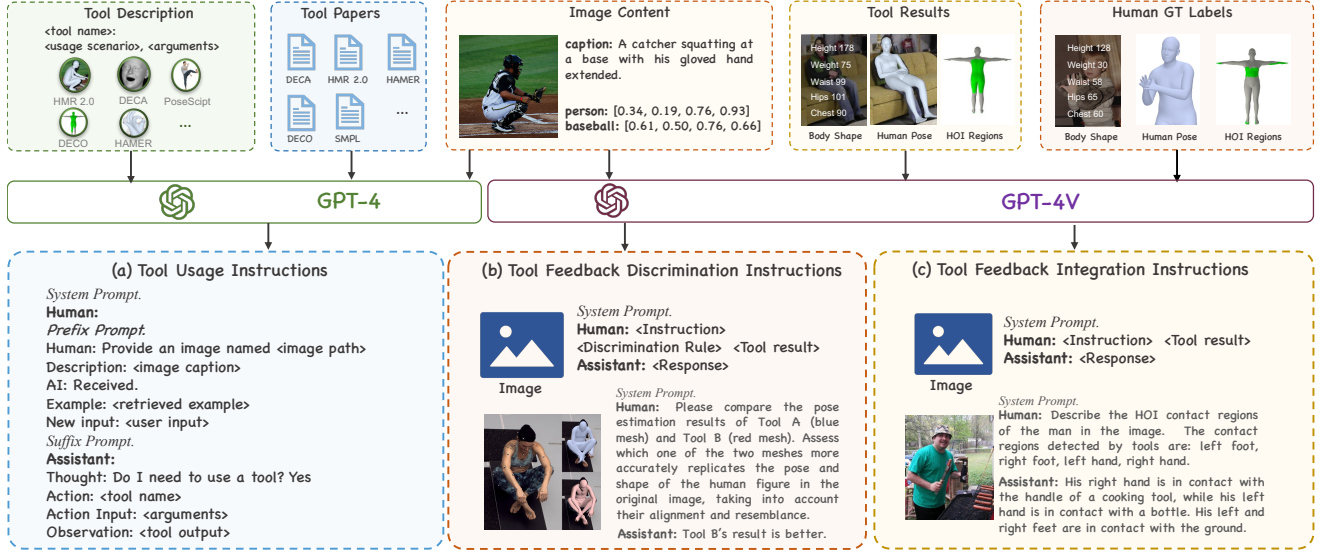 Tool Description
<tool name>:
<usage scenario>, <arguments>
HMR 2.0
DECA
PoseScipt
DECO
HAMER
...
Tool Papers
DECA
HMR 2.0
HAMER
DECO
SMPL
...
Image Content
caption: A catcher squatting at
a base with his gloved hand
extended.
person: [0.34, 0.19, 0.76, 0.93]
baseball: [0.61, 0.50, 0.76, 0.66]
Tool Results
Height 178
Weight 75
Waist 99
Hips 101
Chest 90
Body Shape
Human Pose
HOI Regions
Human GT Labels
Height 128
Weight 30
Waist 58
Hips 65
Chest 60
Body Shape
Human Pose
HOI Regions
GPT-4
GPT-4V
(a) Tool Usage Instructions
System Prompt.
Human:
Prefix Prompt.
Human: Provide an image named <image path>
Description: <image caption>
AI: Received.
Example: <retrieved example>
New input: <user input>
Suffix Prompt.
Assistant:
Thought: Do I need to use a tool? Yes
Action: <tool name>
Action Input: <arguments>
Observation: <tool output>
(b) Tool Feedback Discrimination Instructions
Image
System Prompt.
Human: <Instruction>
<Discrimination Rule> <Tool result>
Assistant: <Response>
System Prompt.
Human: Please compare the pose
estimation results of Tool A (blue
mesh) and Tool B (red mesh). Assess
which one of the two meshes more
accurately replicates the pose and
shape of the human figure in the
original image, taking into account
their alignment and resemblance.
Assistant: Tool B's result is better.
(c) Tool Feedback Integration Instructions
Image
System Prompt.
Human: <Instruction> <Tool result>
Assistant: <Response>
System Prompt.
Human: Describe the HOI contact regions
of the man in the image. The contact
regions detected by tools are: left foot,
right foot, left hand, right hand.
Assistant: His right hand is in contact with
the handle of a cooking tool, while his left
hand is in contact with a bottle. His left and
right feet are in contact with the ground.